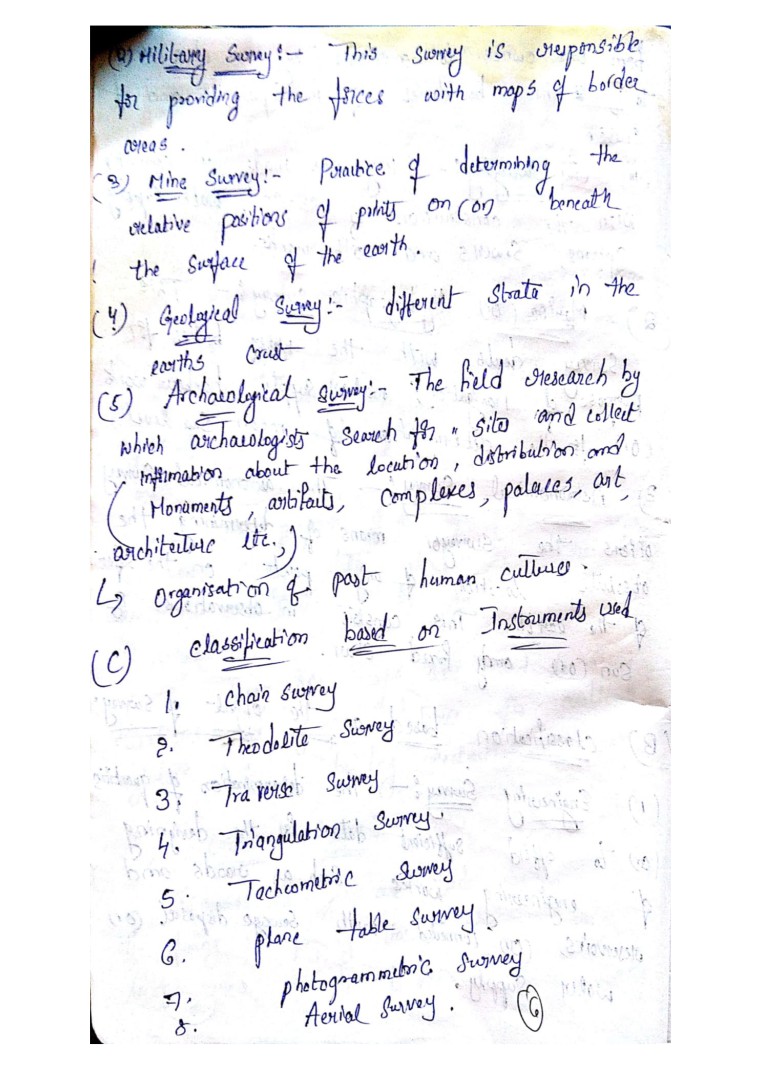 (2) Military Survey:- This survey is responsible
for providing the forces with maps of border
areas.
(3) Mine Survey:- Practice of determining the
relative positions of points on (or) beneath
the surface of the earth.
(4) Geological Survey:- different strata in the
earths crust
(5) Archaeological survey:- The field research by
which archaeologists search for " site and collect
information about the location, distribution and
Monuments, artifacts, complexes, palaces, art,
architecture etc.,)
↳ organisation of past human cultures.
(C) classification based on Instruments used
1. chain survey
2. Theodolite Survey
3. Traverse Survey
4. Triangulation Survey.
5. Tacheometric Survey
6. plane table survey.
7. photogrammetric Survey
8. Aerial Survey.
6